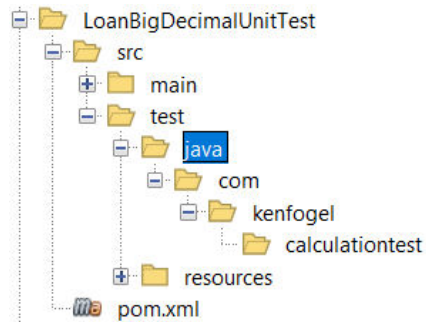 LoanBigDecimalUnitTest
src
main
test
java
com
kenfogel
calculationtest
resources
pom.xml